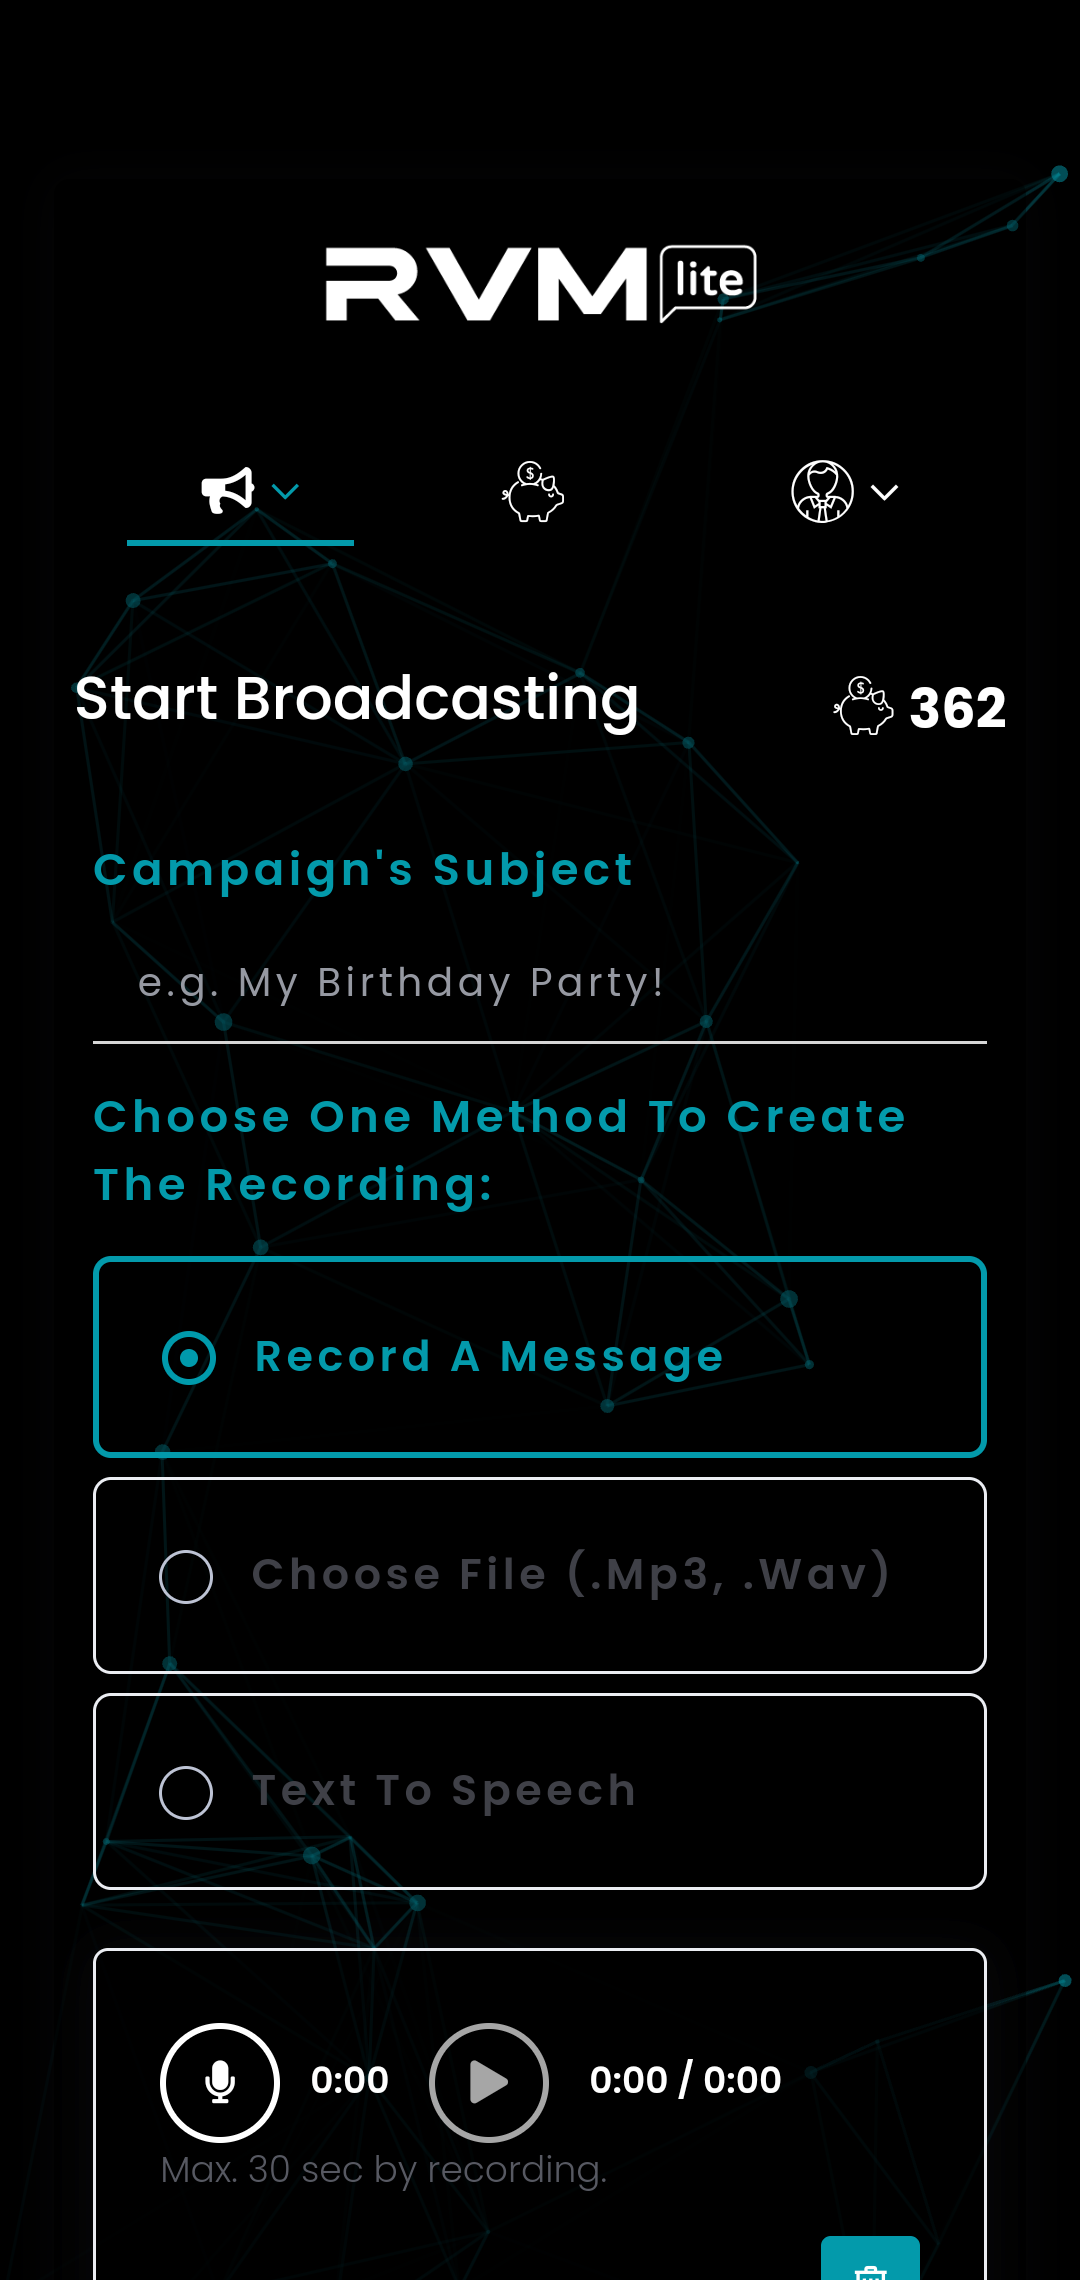 RVM lite
Start Broadcasting
362
Campaign's Subject
e.g. My Birthday Party!
Choose One Method To Create
The Recording:
Record A Message
Choose File (.Mp3, .Wav)
Text To Speech
0:00 0:00 / 0:00
Max. 30 sec by recording.